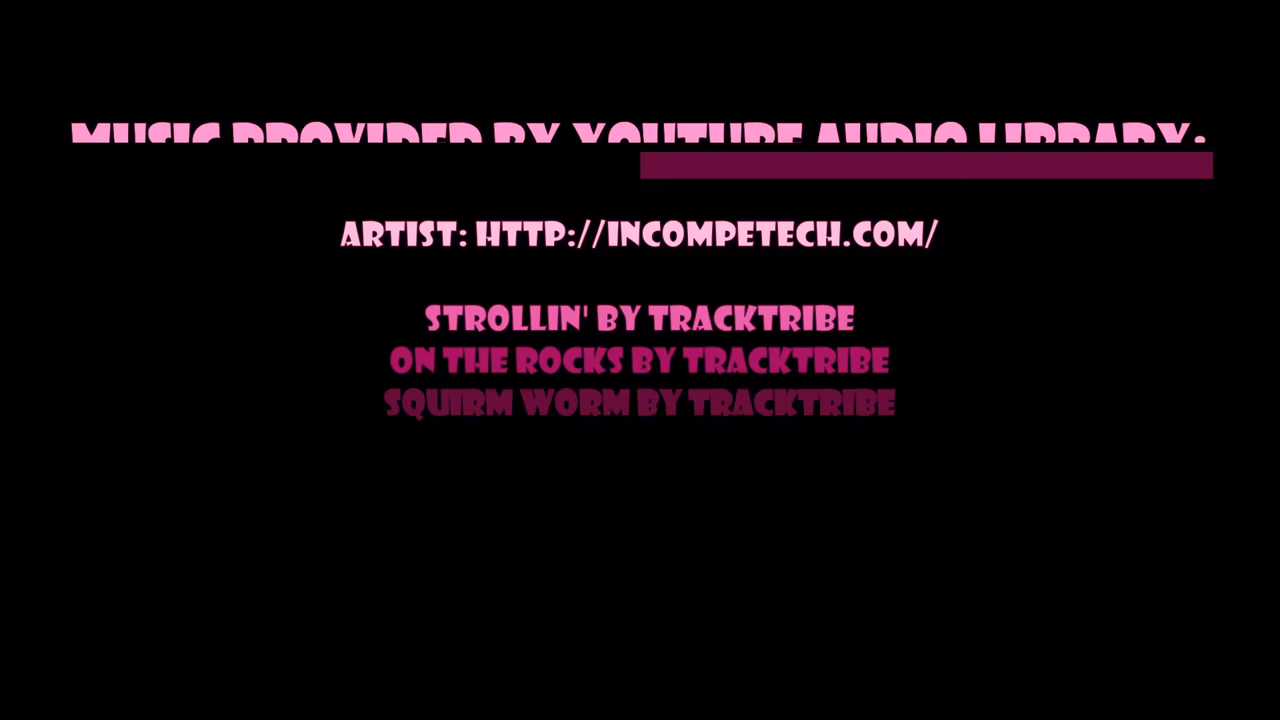 MUSIC PROVIDED BY YOUTUBE AUDIO LIBRARY:
ARTIST: HTTP://INCOMPETECH.COM/
STROLLIN' BY TRACKTRIBE
ON THE ROCKS BY TRACKTRIBE
SQUIRM WORM BY TRACKTRIBE